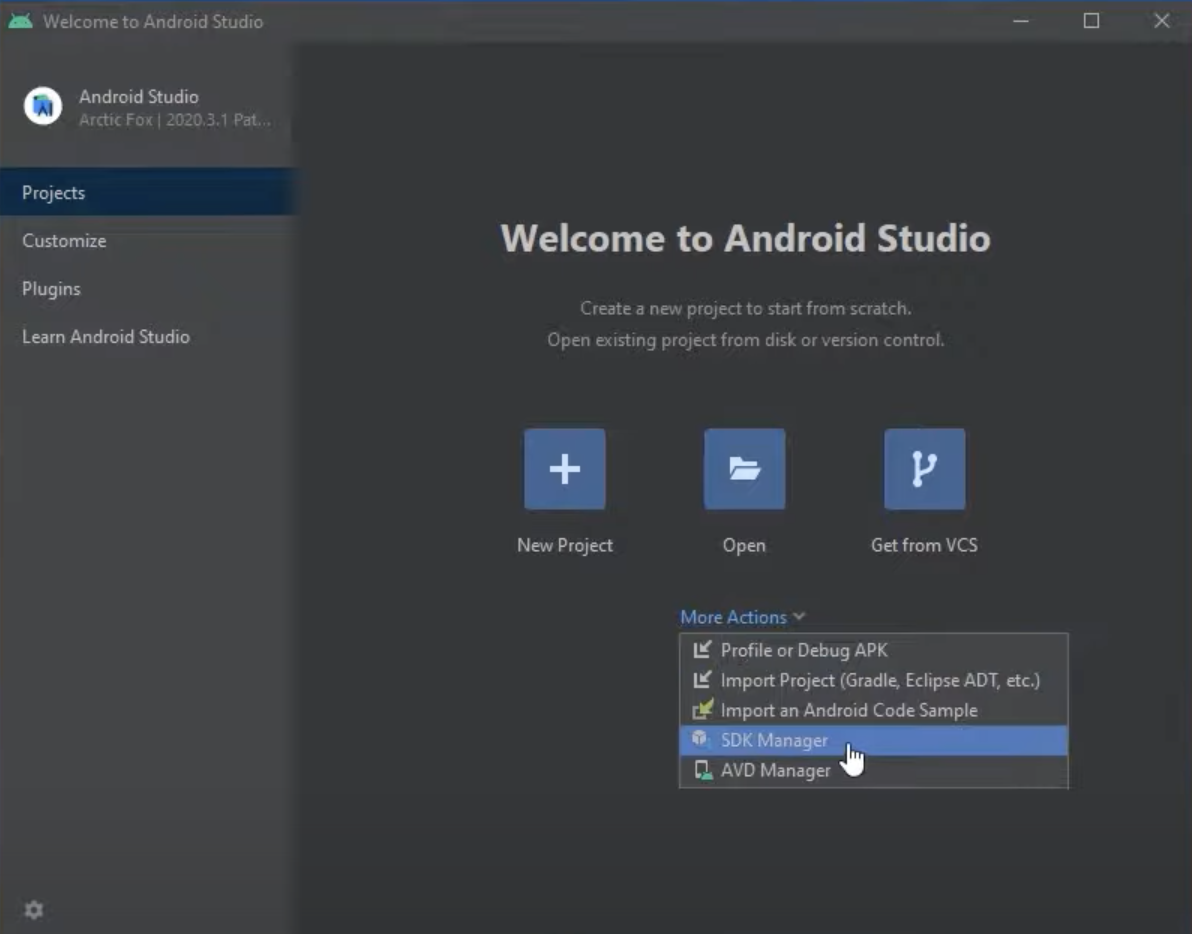 Welcome to Android Studio
Android Studio
Arctic Fox | 2020.3.1 Pat...
Projects
Customize
Plugins
Learn Android Studio
Welcome to Android Studio
Create a new project to start from scratch.
Open existing project from disk or version control.
New Project
Open
Get from VCS
More Actions
Profile or Debug APK
Import Project (Gradle, Eclipse ADT, etc.)
Import an Android Code Sample
SDK Manager
AVD Manager